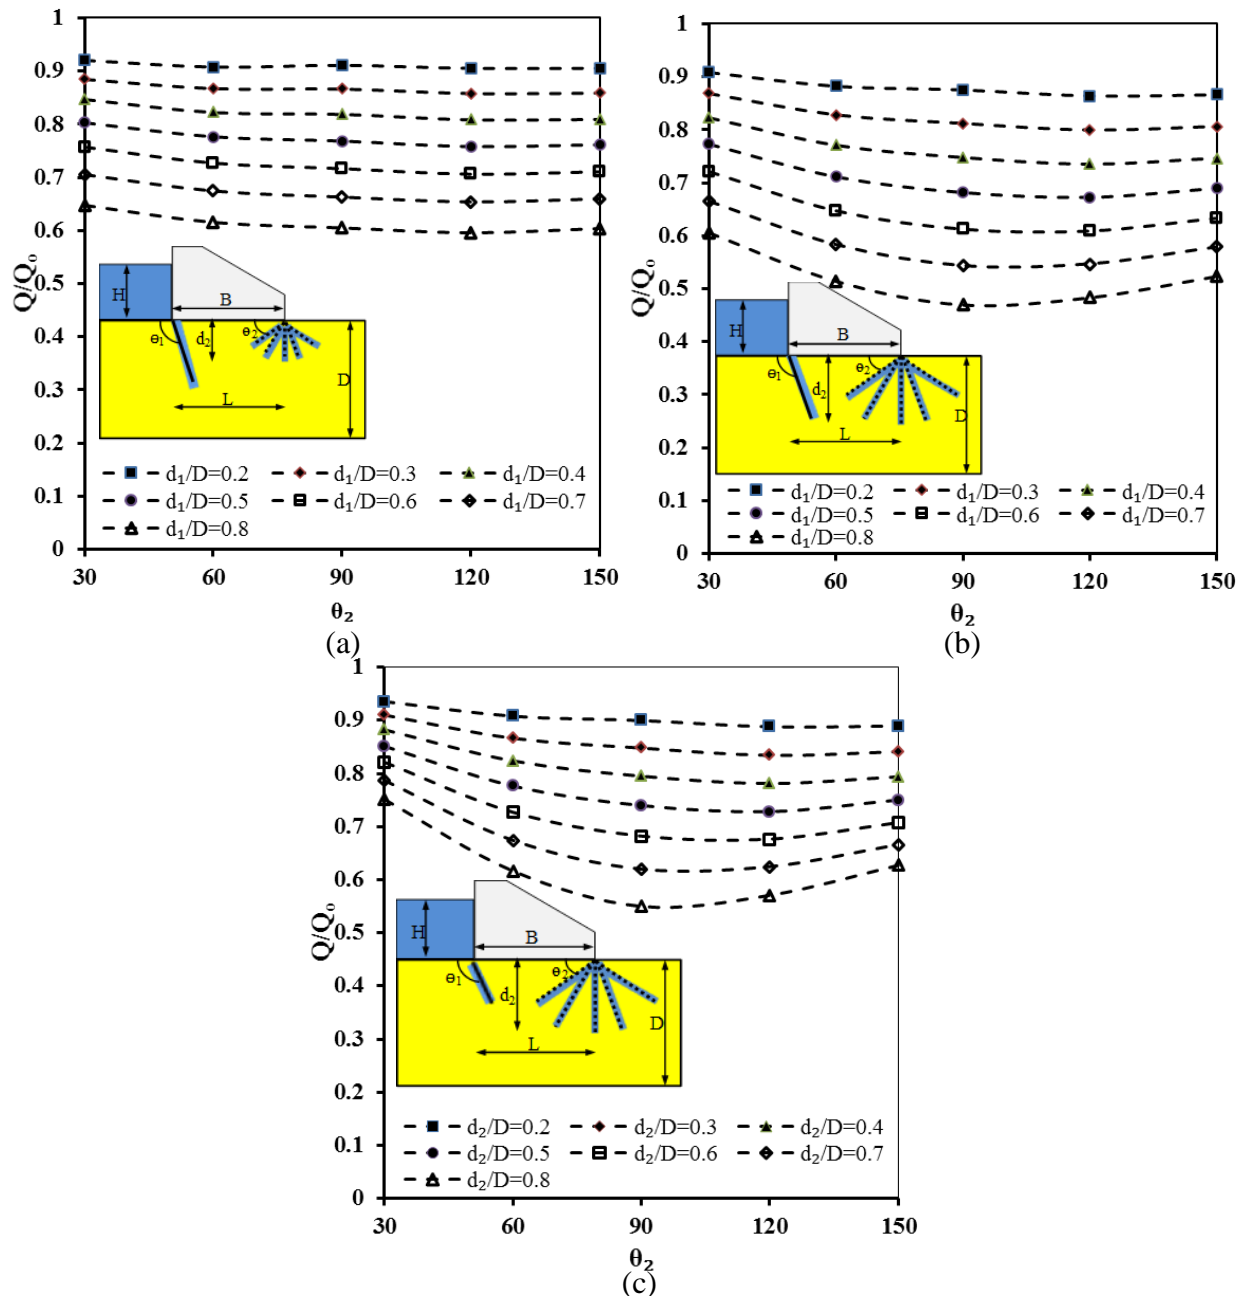 1
0.9
0.8
0.7
0.6
0.5
0.4
0.3
0.2
0.1
0
Q/Qo
H
B
θ1
d2
θ2
D
L
d₁/D=0.2 d₁/D=0.3 d₁/D=0.4
d₁/D=0.5 d₁/D=0.6 d₁/D=0.7
d₁/D=0.8
30 60 90 120 150
θ₂
(a)
1
0.9
0.8
0.7
0.6
0.5
0.4
0.3
0.2
0.1
0
Q/Qo
H
B
θ1
d2
θ2
D
L
d₁/D=0.2 d₁/D=0.3 d₁/D=0.4
d₁/D=0.5 d₁/D=0.6 d₁/D=0.7
d₁/D=0.8
30 60 90 120 150
θ₂
(b)
1
0.9
0.8
0.7
0.6
0.5
0.4
0.3
0.2
0.1
0
Q/Qo
H
B
θ1
d2
θ2
D
L
d₂/D=0.2 d₂/D=0.3 d₂/D=0.4
d₂/D=0.5 d₂/D=0.6 d₂/D=0.7
d₂/D=0.8
30 60 90 120 150
θ₂
(c)